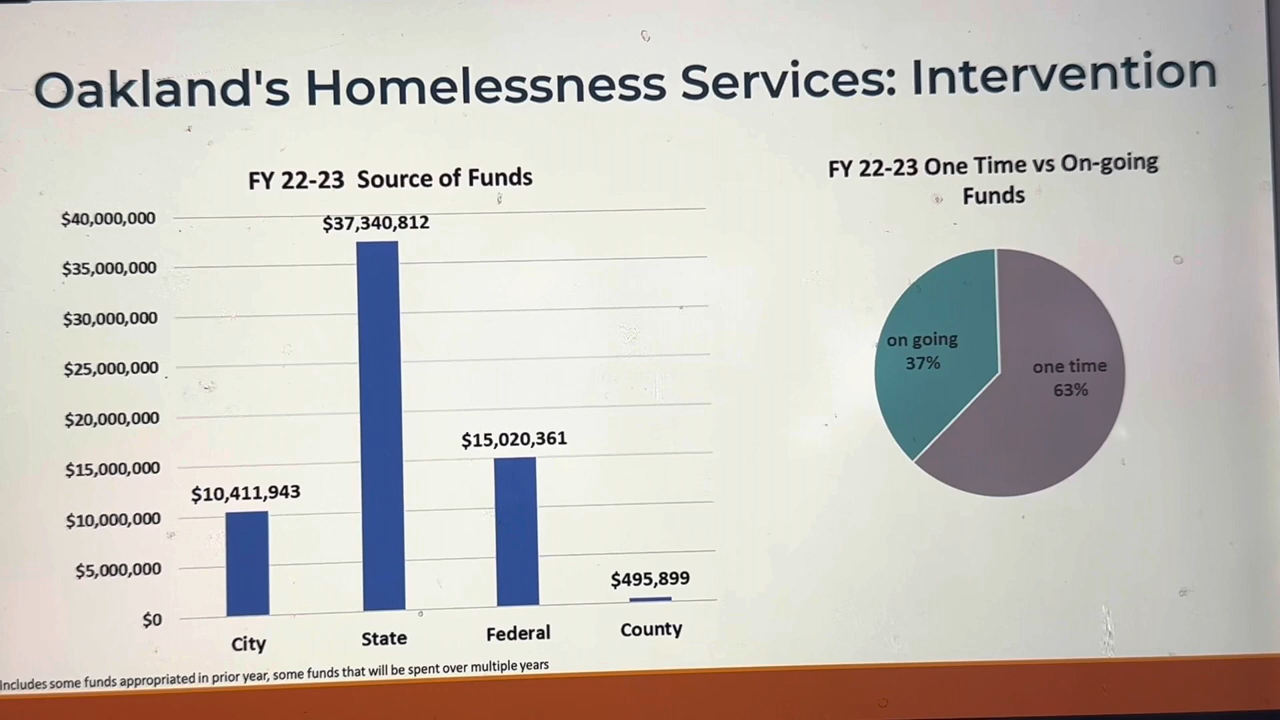 Oakland's Homelessness Services: Intervention
FY 22-23 Source of Funds
$40,000,000
$35,000,000
$30,000,000
$25,000,000
$20,000,000
$15,000,000
$10,000,000
$5,000,000
$0
$10,411,943
$37,340,812
$15,020,361
$495,899
City
State
Federal
County
FY 22-23 One Time vs On-going
Funds
on going
37%
one time
63%
Includes some funds appropriated in prior year, some funds that will be spent over multiple years